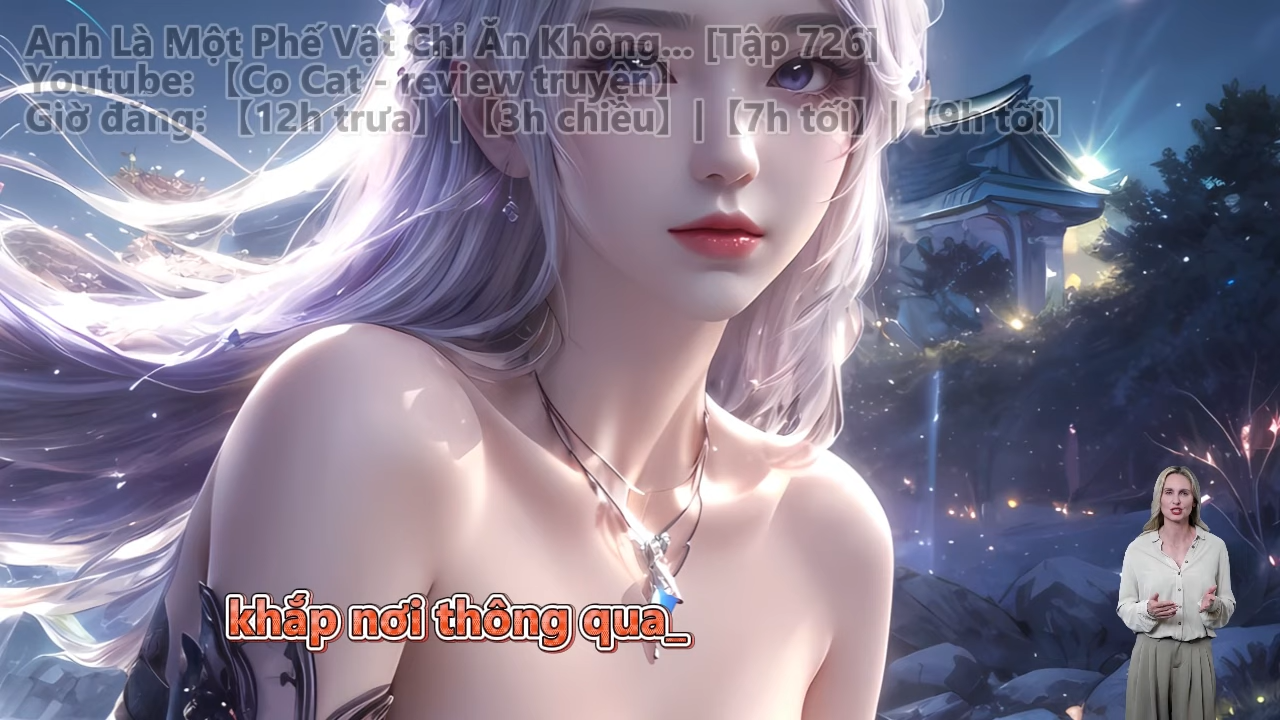 Anh Là Một Phế Vật Chỉ Ăn Không... [Tập 726]
Youtube: 【Co Cat - review truyện】
Giờ đăng: 【12h trưa】 | 【3h chiều】 | 【7h tối】 | 【9h tối】
khắp nơi thông qua_